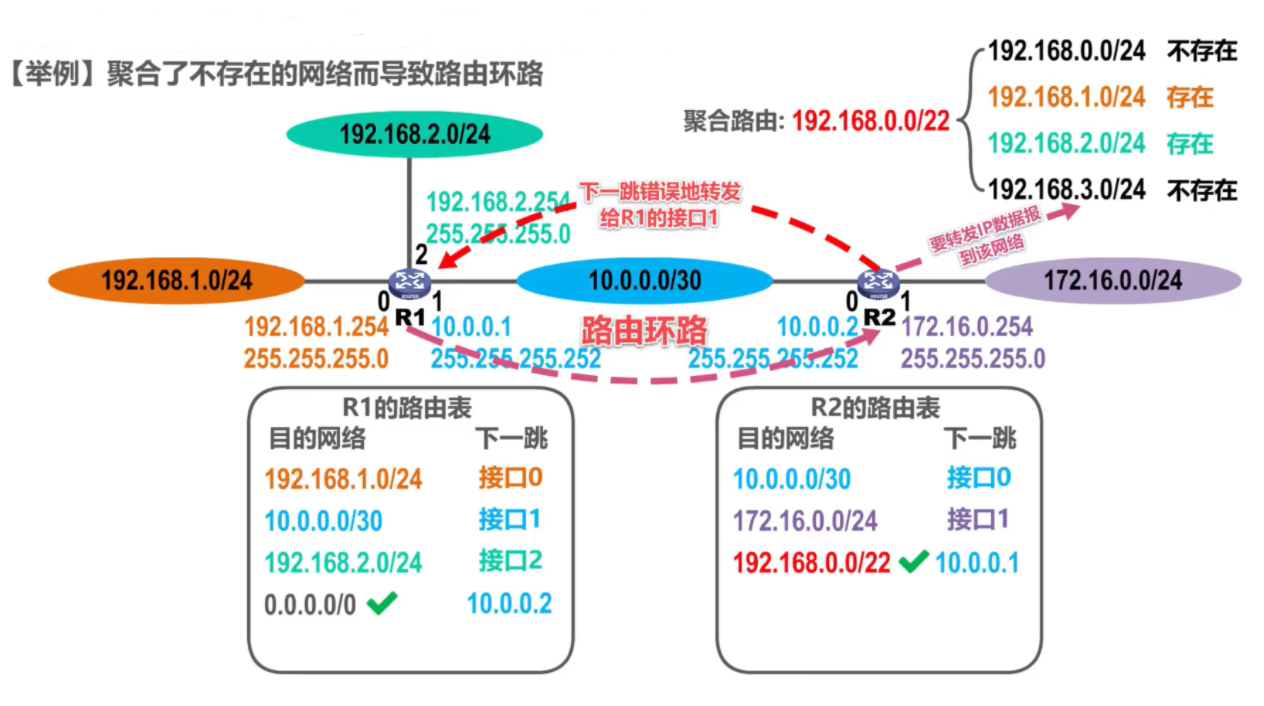 【举例】聚合了不存在的网络而导致路由环路
聚合路由: 192.168.0.0/22
192.168.0.0/24 不存在
192.168.1.0/24 存在
192.168.2.0/24 存在
192.168.3.0/24 不存在
192.168.2.0/24
192.168.2.254
255.255.255.0
下一跳错误地转发
给R1的接口1
要转发IP数据报
到该网络
2
192.168.1.0/24
10.0.0.0/30
172.16.0.0/24
ROUTER
ROUTER
0
1
0
1
R1
R2
192.168.1.254
255.255.255.0
10.0.0.1
255.255.255.252
路由环路
10.0.0.2
255.255.255.252
172.16.0.254
255.255.255.0
R1的路由表
目的网络 下一跳
192.168.1.0/24 接口0
10.0.0.0/30 接口1
192.168.2.0/24 接口2
0.0.0.0/0 10.0.0.2
R2的路由表
目的网络 下一跳
10.0.0.0/30 接口0
172.16.0.0/24 接口1
192.168.0.0/22 10.0.0.1